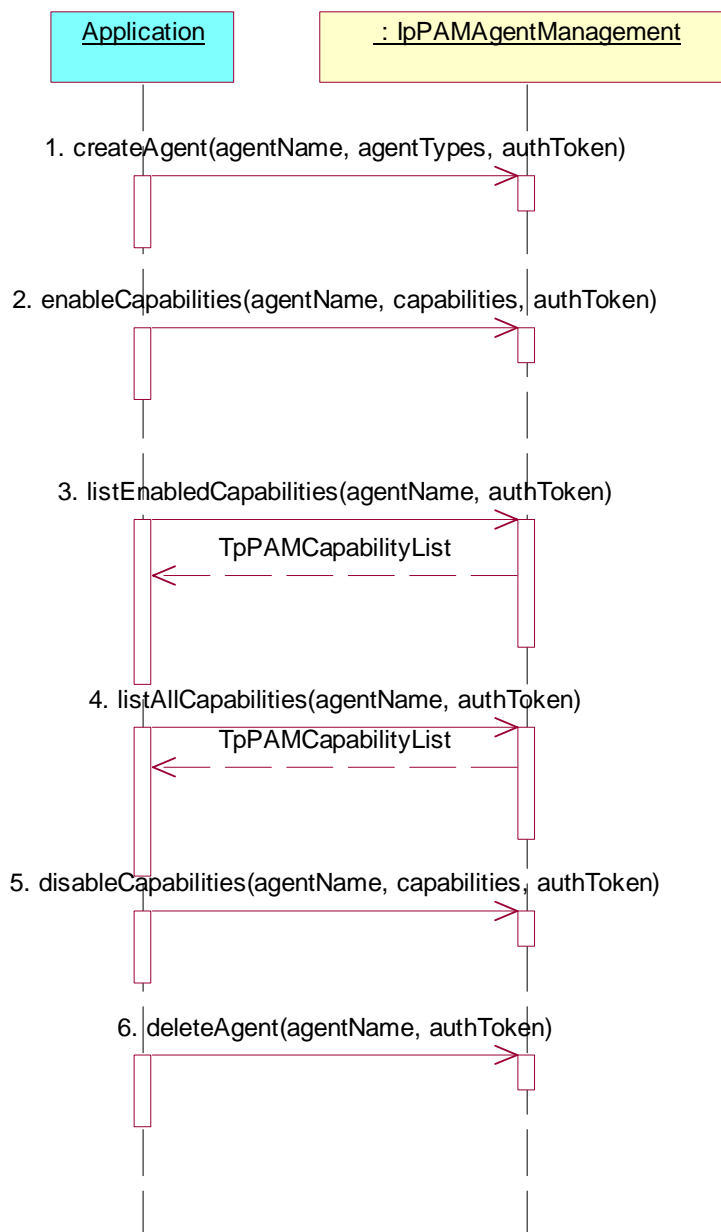 Application
: IpPAMAgentManagement
1. createAgent(agentName, agentTypes, authToken)
2. enableCapabilities(agentName, capabilities, authToken)
3. listEnabledCapabilities(agentName, authToken)
TpPAMCapabilityList
4. listAllCapabilities(agentName, authToken)
TpPAMCapabilityList
5. disableCapabilities(agentName, capabilities, authToken)
6. deleteAgent(agentName, authToken)